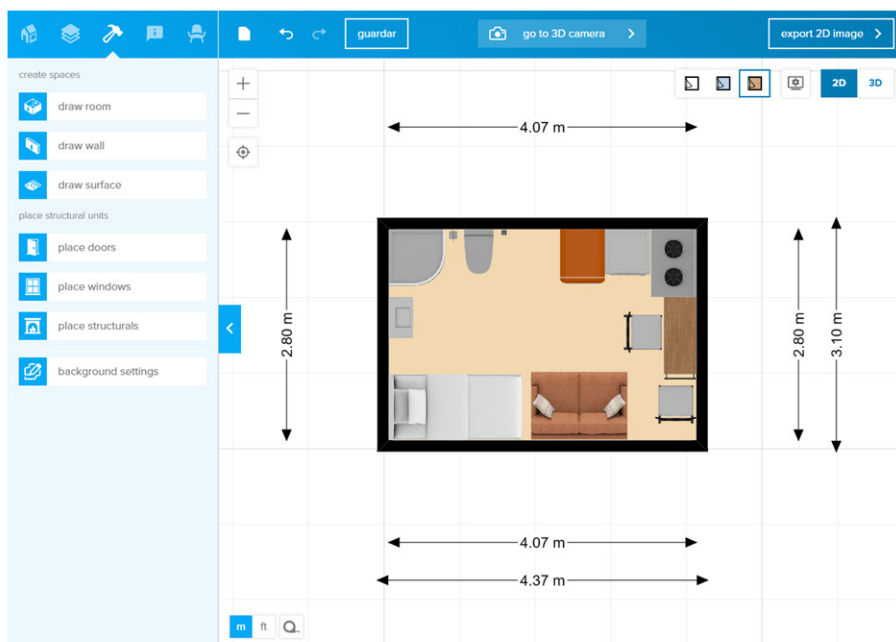 guardar
go to 3D camera
export 2D image
create spaces
draw room
draw wall
draw surface
place structural units
place doors
place windows
place structurals
background settings
2D
3D
4.07 m
2.80 m
2.80 m
3.10 m
4.07 m
4.37 m
m
ft